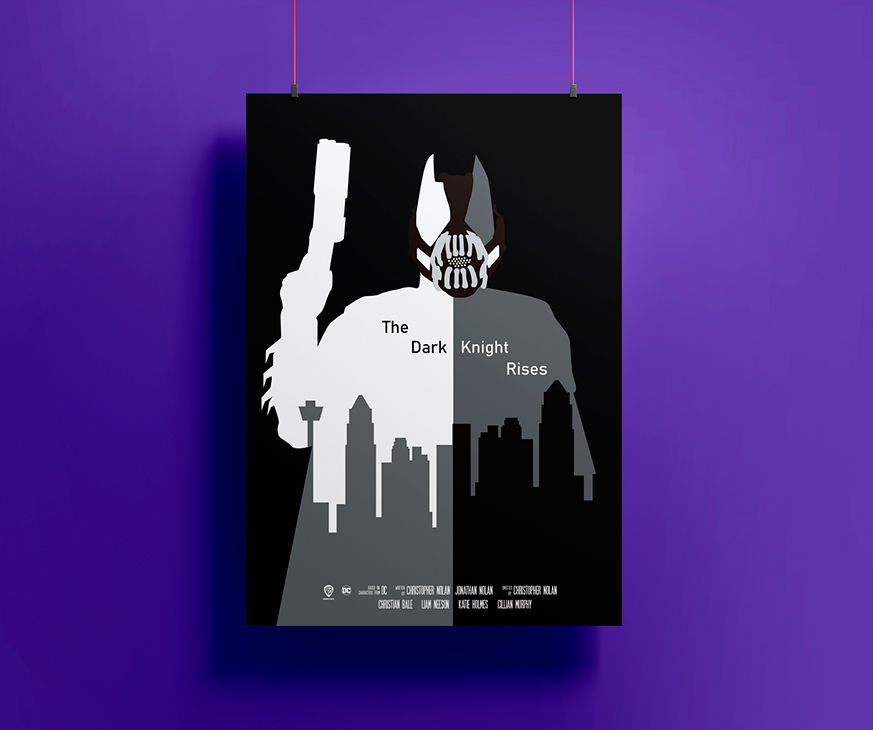 The
Dark Knight
Rises
BASED ON CHARACTERS FROM DC WRITTEN BY CHRISTOPHER NOLAN JONATHAN NOLAN DIRECTED BY CHRISTOPHER NOLAN
CHRISTIAN BALE LIAM NEESON KATIE HOLMES CILLIAN MURPHY